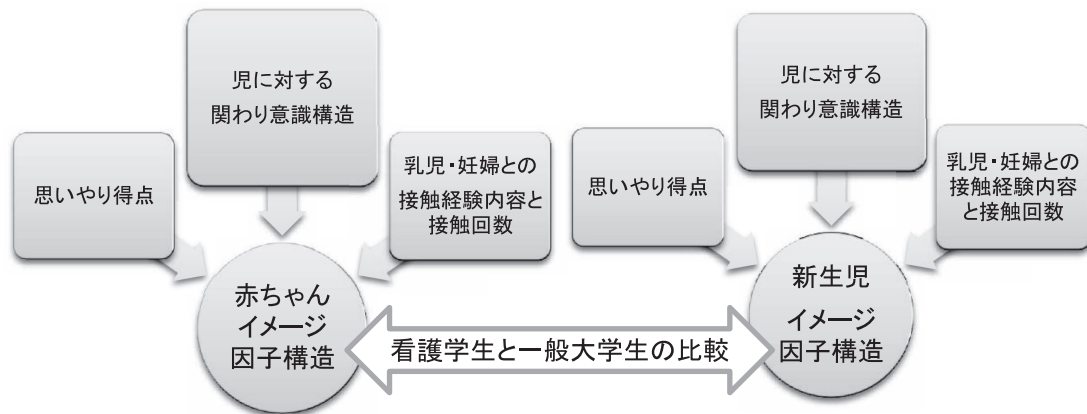 児に対する
関わり意識構造
思いやり得点
乳児・妊婦との
接触経験内容と
接触回数
赤ちゃん
イメージ
因子構造
児に対する
関わり意識構造
思いやり得点
乳児・妊婦との
接触経験内容
と接触回数
新生児
イメージ
因子構造
看護学生と一般大学生の比較